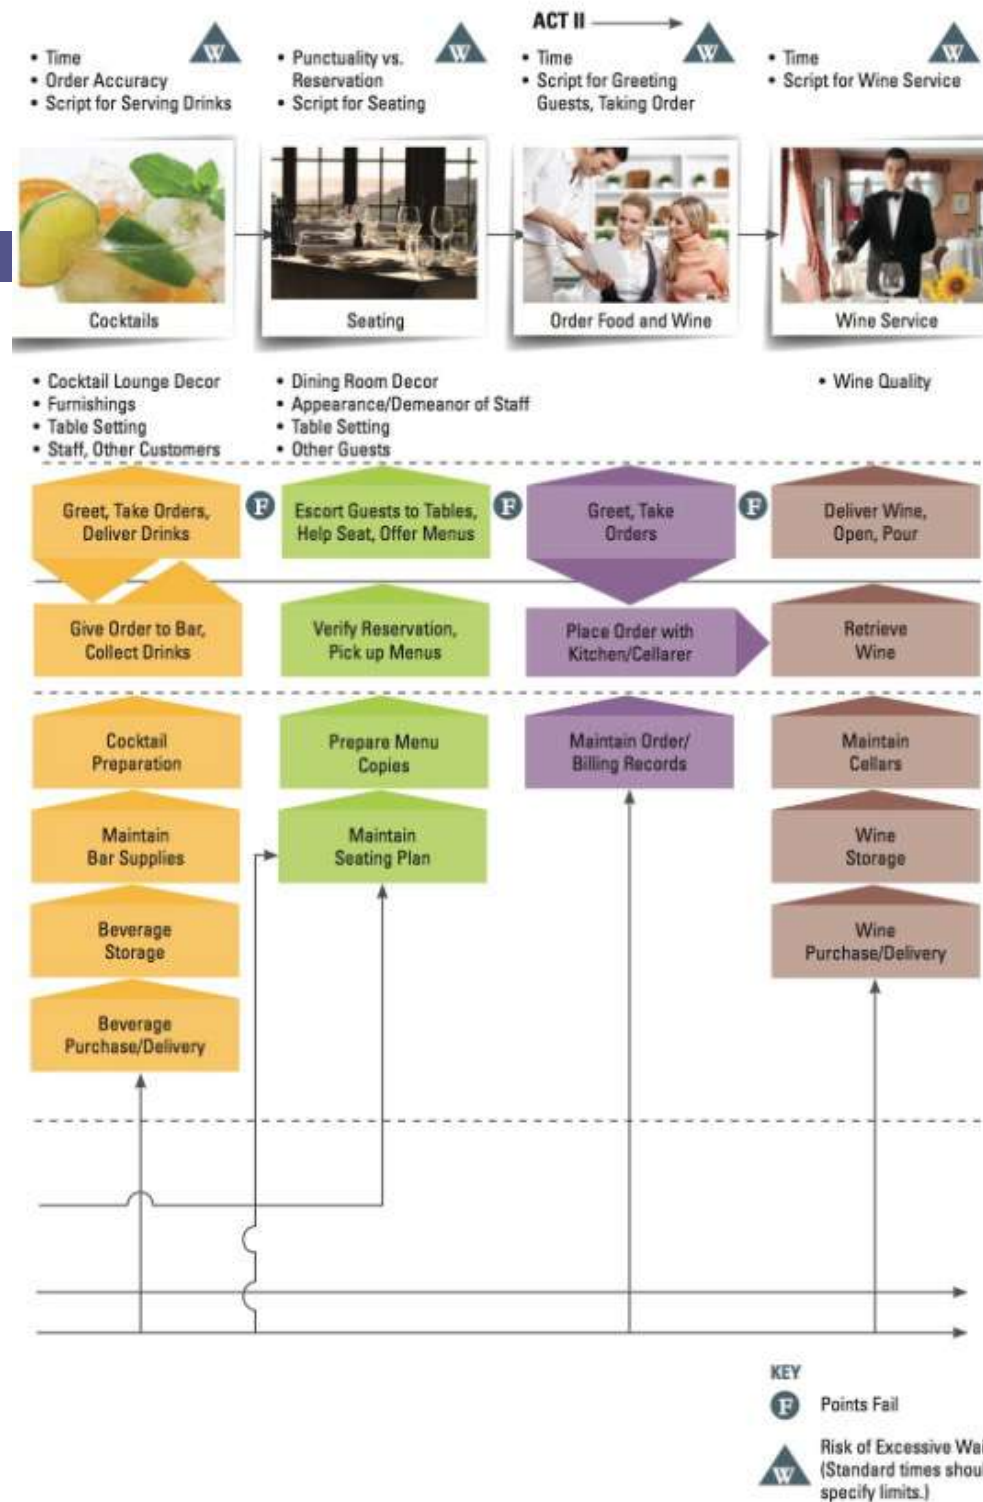 ACT II
W
• Time
• Order Accuracy
• Script for Serving Drinks
W
• Punctuality vs.
Reservation
• Script for Seating
W
• Time
• Script for Greeting
Guests, Taking Order
W
• Time
• Script for Wine Service
Cocktails
Seating
Order Food and Wine
Wine Service
• Cocktail Lounge Decor
• Furnishings
• Table Setting
• Staff, Other Customers
• Dining Room Decor
• Appearance/Demeanor of Staff
• Table Setting
• Other Guests
• Wine Quality
Greet, Take Orders,
Deliver Drinks
F
Escort Guests to Tables,
Help Seat, Offer Menus
F
Greet, Take
Orders
F
Deliver Wine,
Open, Pour
Give Order to Bar,
Collect Drinks
Verify Reservation,
Pick up Menus
Place Order with
Kitchen/Cellarer
Retrieve
Wine
Cocktail
Preparation
Prepare Menu
Copies
Maintain Order/
Billing Records
Maintain
Cellars
Maintain
Bar Supplies
Maintain
Seating Plan
Wine
Storage
Beverage
Storage
Wine
Purchase/Delivery
Beverage
Purchase/Delivery
KEY
F
Points Fail
W
Risk of Excessive Wai
(Standard times shoul
specify limits.)